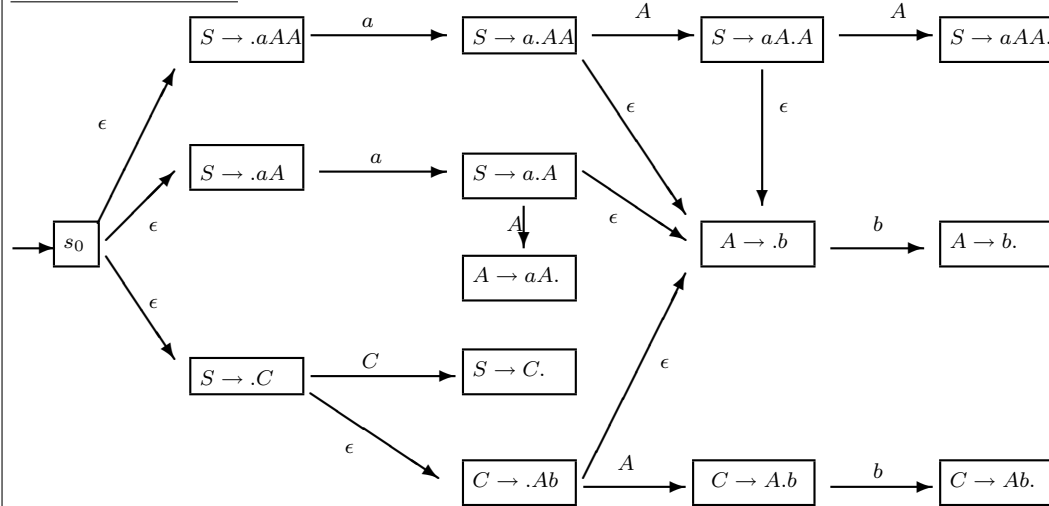 S → .aAA a S → a.AA A S → aA.A A S → aAA.
ϵ ϵ ϵ
S → .aA a S → a.A
ϵ ϵ
s0 A A → .b b A → b.
A → aA.
ϵ
S → .C C S → C. ϵ
ϵ
C → .Ab A C → A.b b C → Ab.